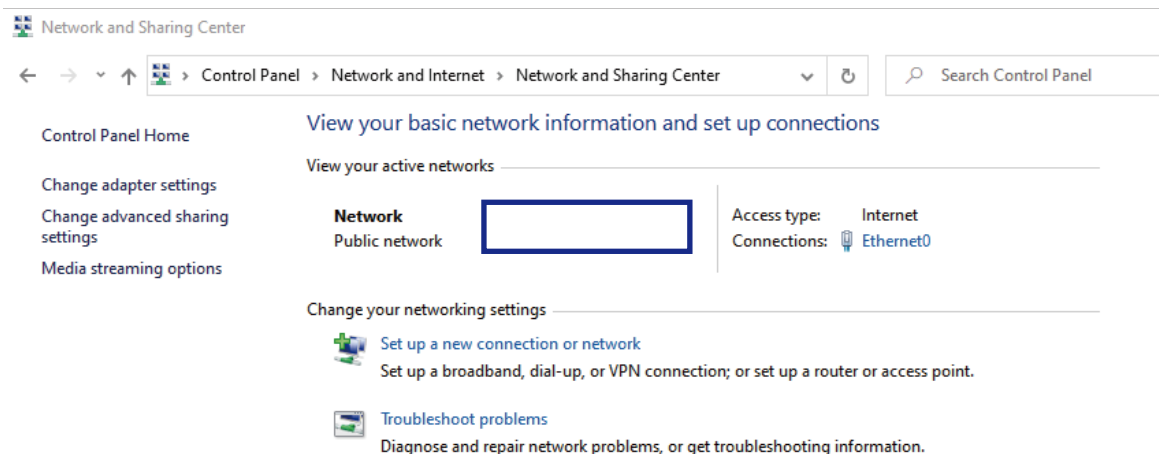 Network and Sharing Center
Control Panel > Network and Internet > Network and Sharing Center
Search Control Panel
Control Panel Home
Change adapter settings
Change advanced sharing
settings
Media streaming options
View your basic network information and set up connections
View your active networks
Network
Public network
Access type: Internet
Connections: Ethernet0
Change your networking settings
Set up a new connection or network
Set up a broadband, dial-up, or VPN connection; or set up a router or access point.
Troubleshoot problems
Diagnose and repair network problems, or get troubleshooting information.